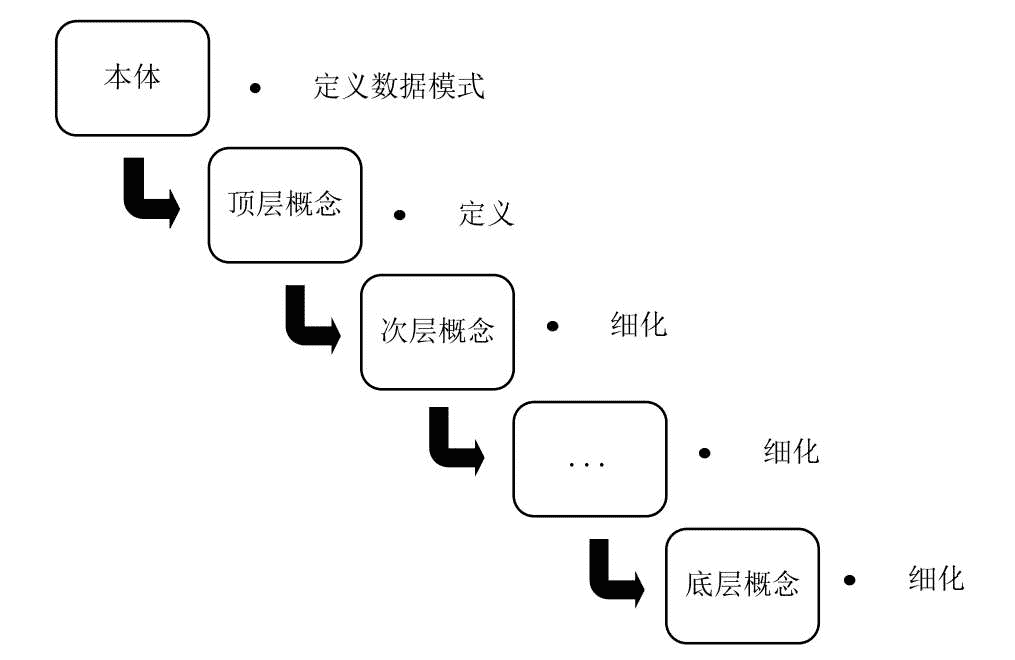 本体
• 定义数据模式
顶层概念
• 定义
次层概念
• 细化
...
• 细化
底层概念
• 细化